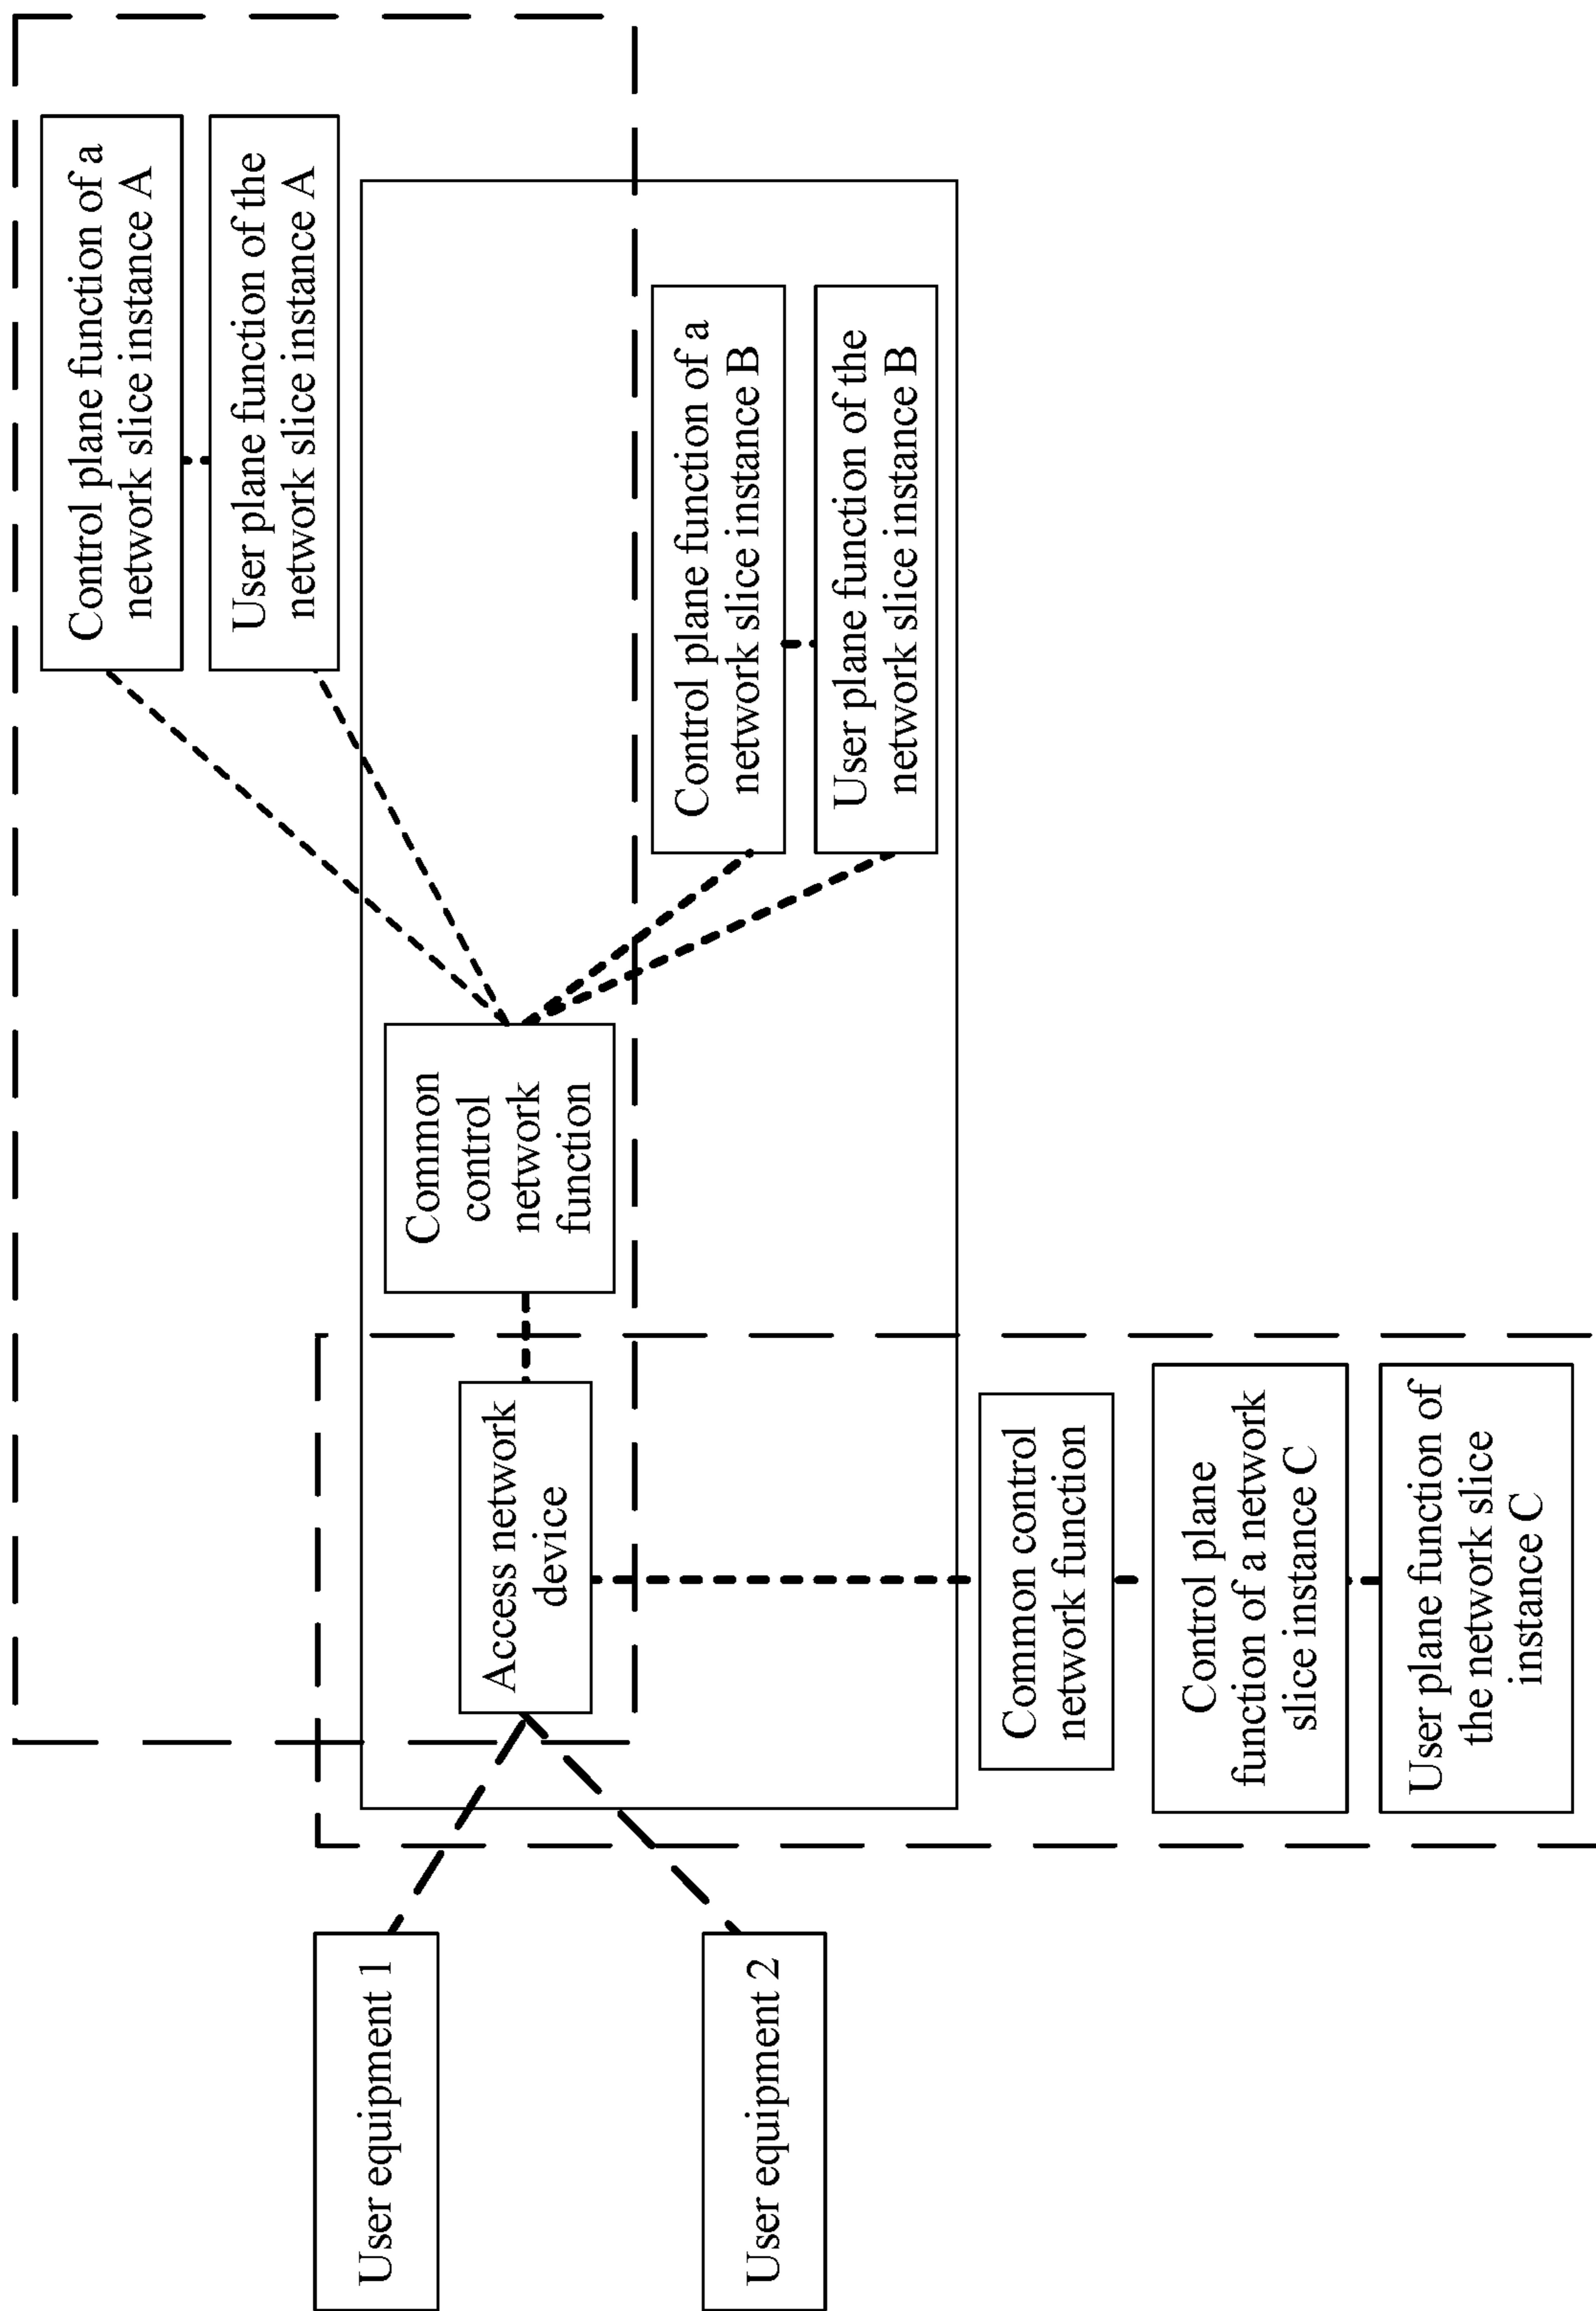 Control plane function of a
network slice instance A
User plane function of the
network slice instance A
Control plane function of a
network slice instance B
User plane function of the
network slice instance B
Common
control
network
function
Access network
device
User equipment 1
User equipment 2
Common control
network function
Control plane
function of a network
slice instance C
User plane function of
the network slice
instance C